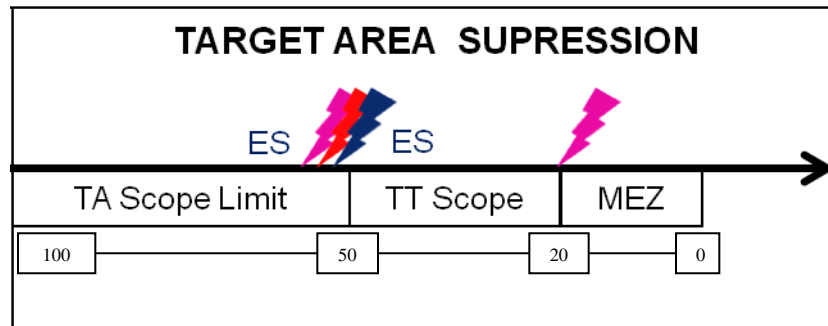 TARGET AREA SUPRESSION
ES ES
TA Scope Limit TT Scope MEZ
100 50 20 0